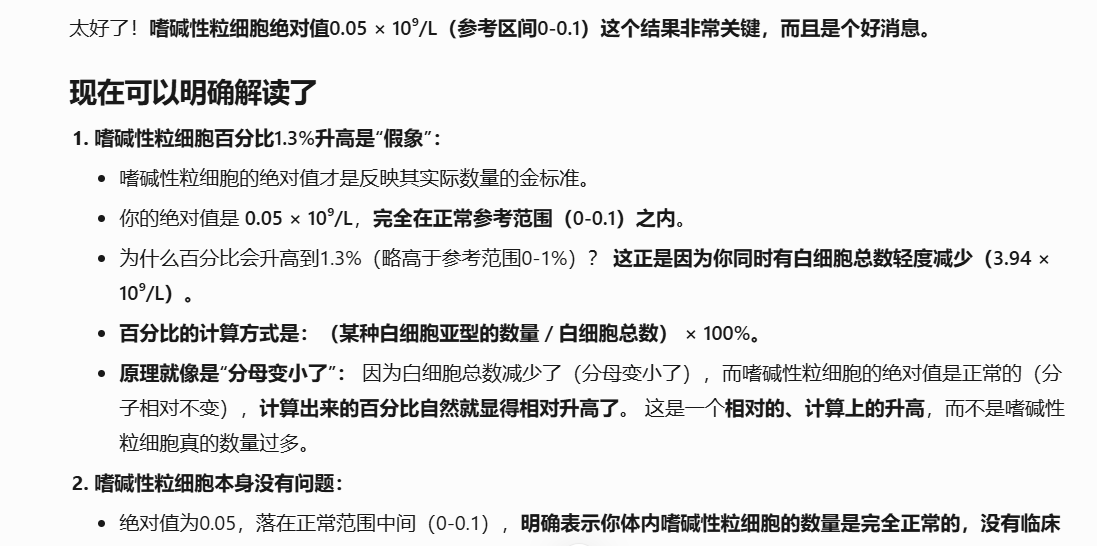 太好了！嗜碱性粒细胞绝对值0.05 × 10⁹/L（参考区间0-0.1）这个结果非常关键，而且是个好消息。
现在可以明确解读了
1. 嗜碱性粒细胞百分比1.3%升高是“假象”：
• 嗜碱性粒细胞的绝对值才是反映其实际数量的金标准。
• 你的绝对值是 0.05 × 10⁹/L，完全在正常参考范围（0-0.1）之内。
• 为什么百分比会升高到1.3%（略高于参考范围0-1%）？ 这正是因为你同时有白细胞总数轻度减少（3.94 ×
10⁹/L）。
• 百分比的计算方式是：（某种白细胞亚型的数量 / 白细胞总数） × 100%。
• 原理就像是“分母变小了”： 因为白细胞总数减少了（分母变小了），而嗜碱性粒细胞的绝对值是正常的（分
子相对不变），计算出来的百分比自然就显得相对升高了。 这是一个相对的、计算上的升高，而不是嗜碱性
粒细胞真的数量过多。
2. 嗜碱性粒细胞本身没有问题：
• 绝对值为0.05，落在正常范围中间（0-0.1），明确表示你体内嗜碱性粒细胞的数量是完全正常的，没有临床